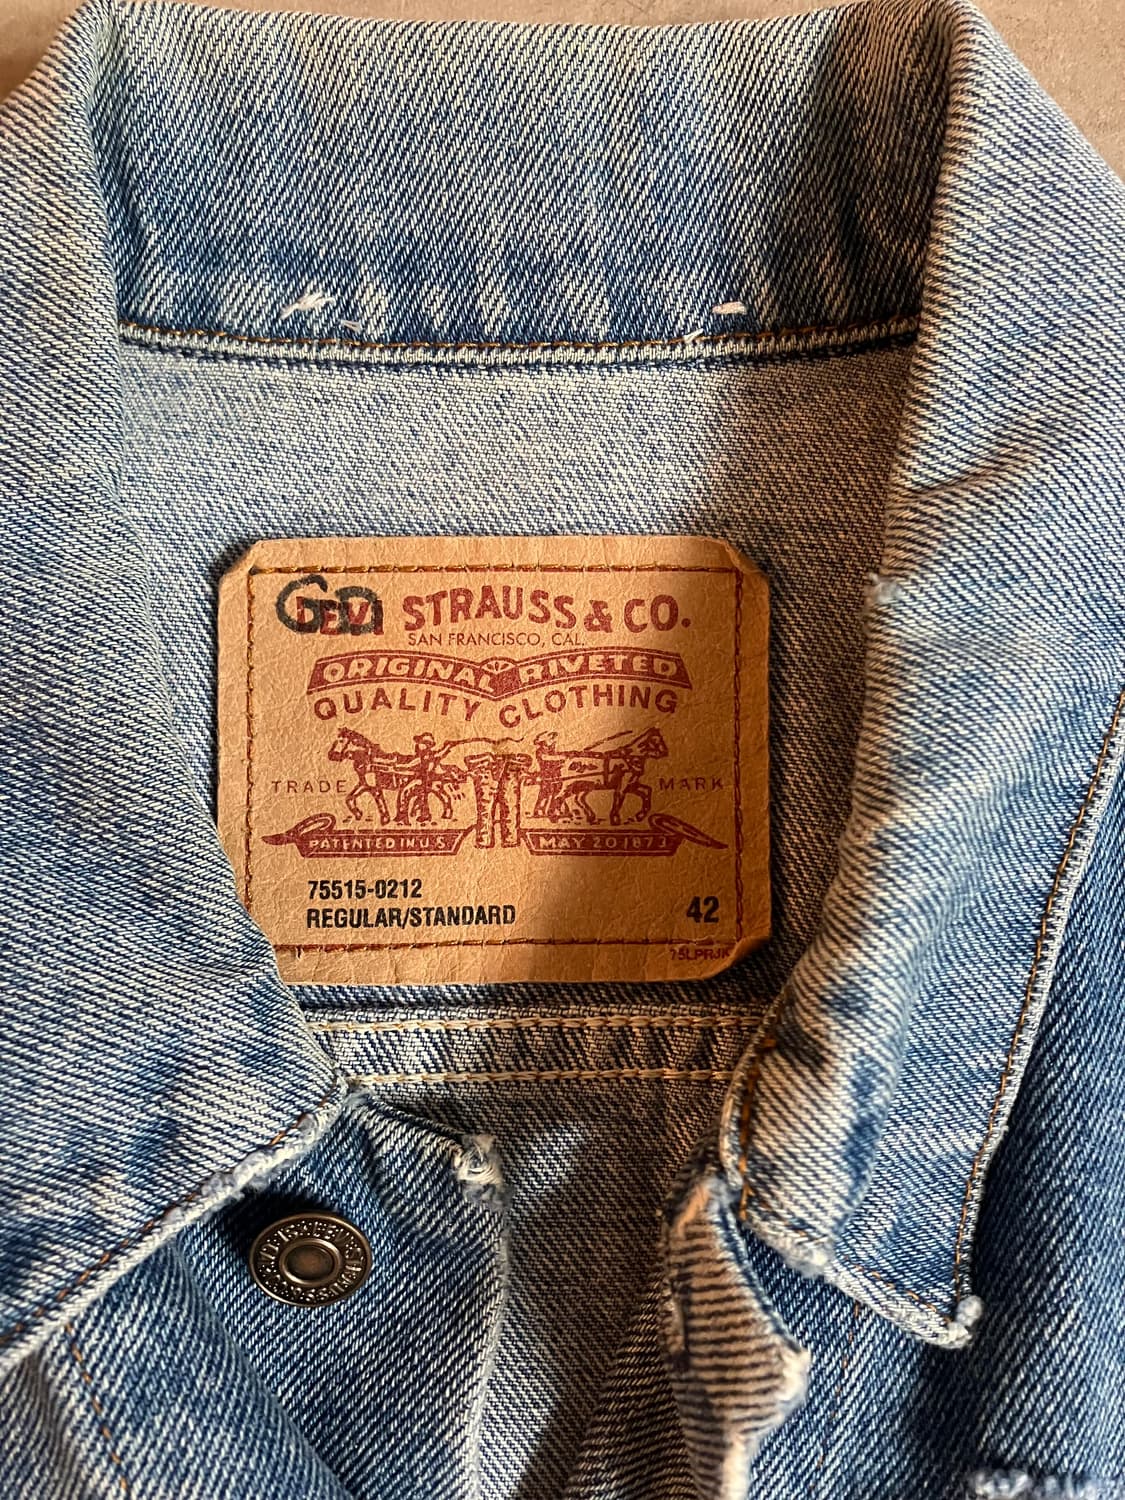 LEVI STRAUSS & CO.
SAN FRANCISCO, CAL.
ORIGINAL RIVETED
QUALITY CLOTHING
TRADE MARK
PATENTED IN U.S. MAY 20 1873
75515-0212
REGULAR/STANDARD
42
75LPRJK